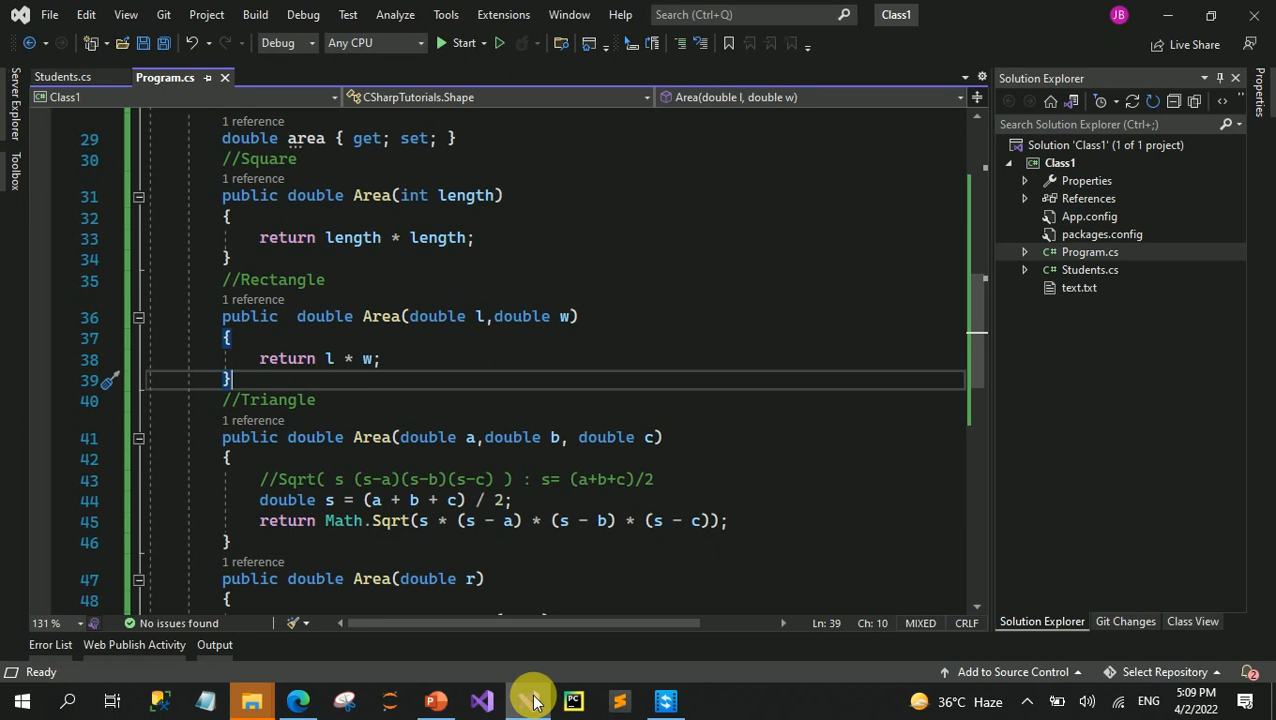 File Edit View Git Project Build Debug Test Analyze Tools Extensions Window Help Search (Ctrl+Q) Class1 JB
Debug Any CPU Start Live Share
Server Explorer
Toolbox
Students.cs Program.cs
Class1 CSharpTutorials.Shape Area(double l, double w)
1 reference
29 double area { get; set; }
30 //Square
1 reference
31 public double Area(int length)
32 {
33 return length * length;
34 }
35 //Rectangle
1 reference
36 public  double Area(double l,double w)
37 {
38 return l * w;
39 }
40 //Triangle
1 reference
41 public double Area(double a,double b, double c)
42 {
43 //Sqrt( s (s-a)(s-b)(s-c) ) : s= (a+b+c)/2
44 double s = (a + b + c) / 2;
45 return Math.Sqrt(s * (s - a) * (s - b) * (s - c));
46 }
1 reference
47 public double Area(double r)
48 {
131 % No issues found Ln: 39 Ch: 10 MIXED CRLF
Solution Explorer
Search Solution Explorer (Ctrl+;)
Solution 'Class1' (1 of 1 project)
Class1
Properties
References
App.config
packages.config
Program.cs
Students.cs
text.txt
Solution Explorer Git Changes Class View
Properties
Error List Web Publish Activity Output
Ready Add to Source Control Select Repository 2
PC 36°C Haze ENG 5:09 PM
4/2/2022